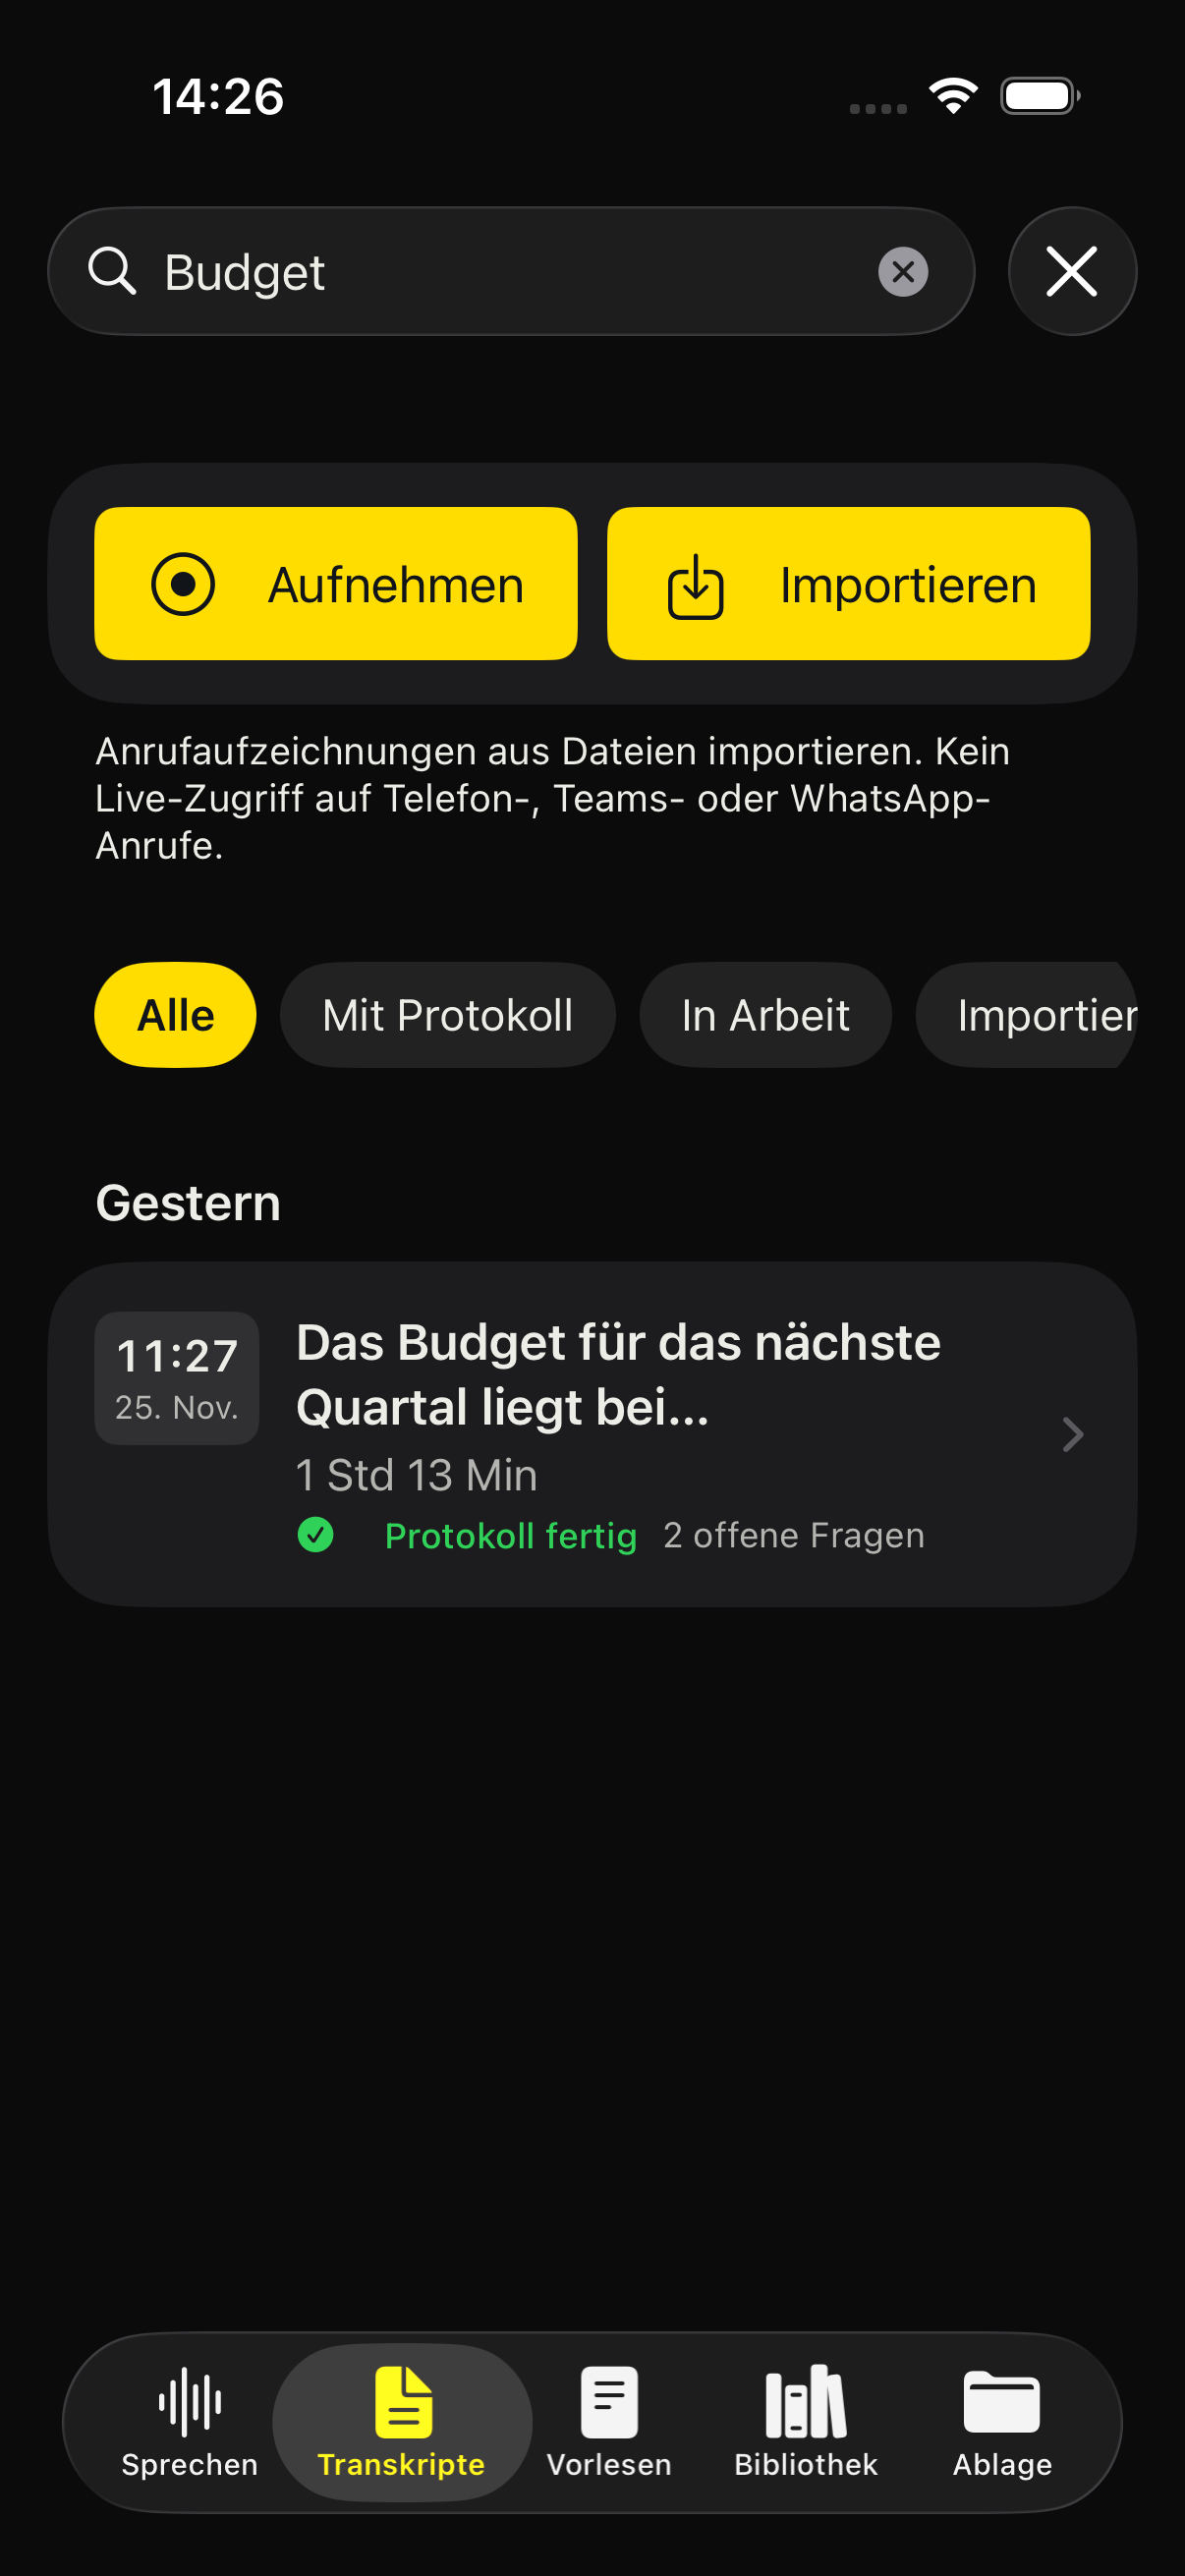 14:26
Budget
Aufnehmen
Importieren
Anrufaufzeichnungen aus Dateien importieren. Kein
Live-Zugriff auf Telefon-, Teams- oder WhatsApp-
Anrufe.
Alle
Mit Protokoll
In Arbeit
Importier
Gestern
11:27
25. Nov.
Das Budget für das nächste
Quartal liegt bei...
1 Std 13 Min
Protokoll fertig 2 offene Fragen
Sprechen
Transkripte
Vorlesen
Bibliothek
Ablage